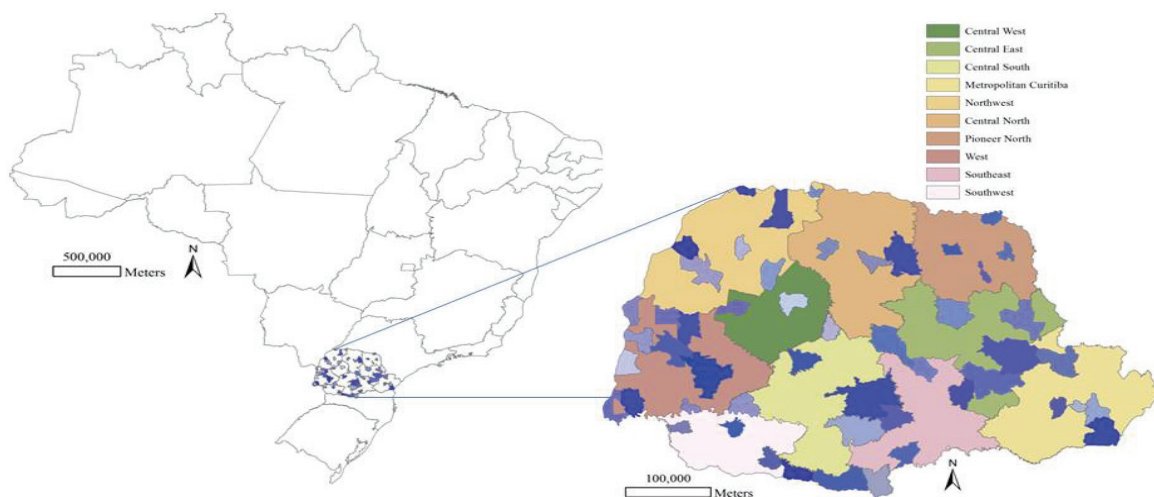 Central West
Central East
Central South
Metropolitan Curitiba
Northwest
Central North
Pioneer North
West
Southeast
Southwest
N
500,000
Meters
N
100,000
Meters